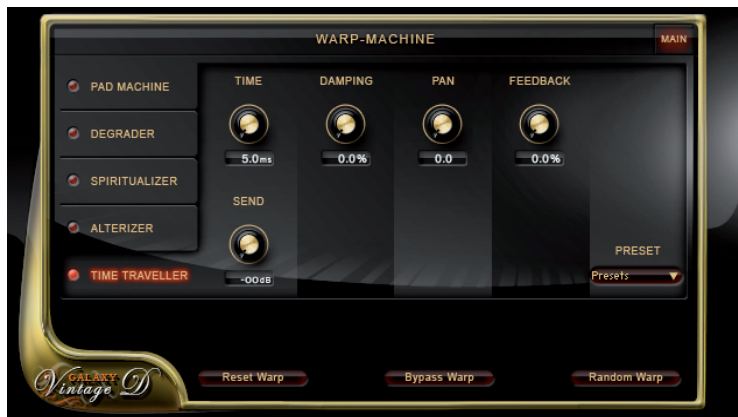 WARP-MACHINE
MAIN
PAD MACHINE
DEGRADER
SPIRITUALIZER
ALTERIZER
TIME TRAVELLER
TIME DAMPING PAN FEEDBACK
5.0ms 0.0% 0.0 0.0%
SEND
-OOdB
PRESET
Presets
GALAXY
Vintage D
Reset Warp Bypass Warp Random Warp